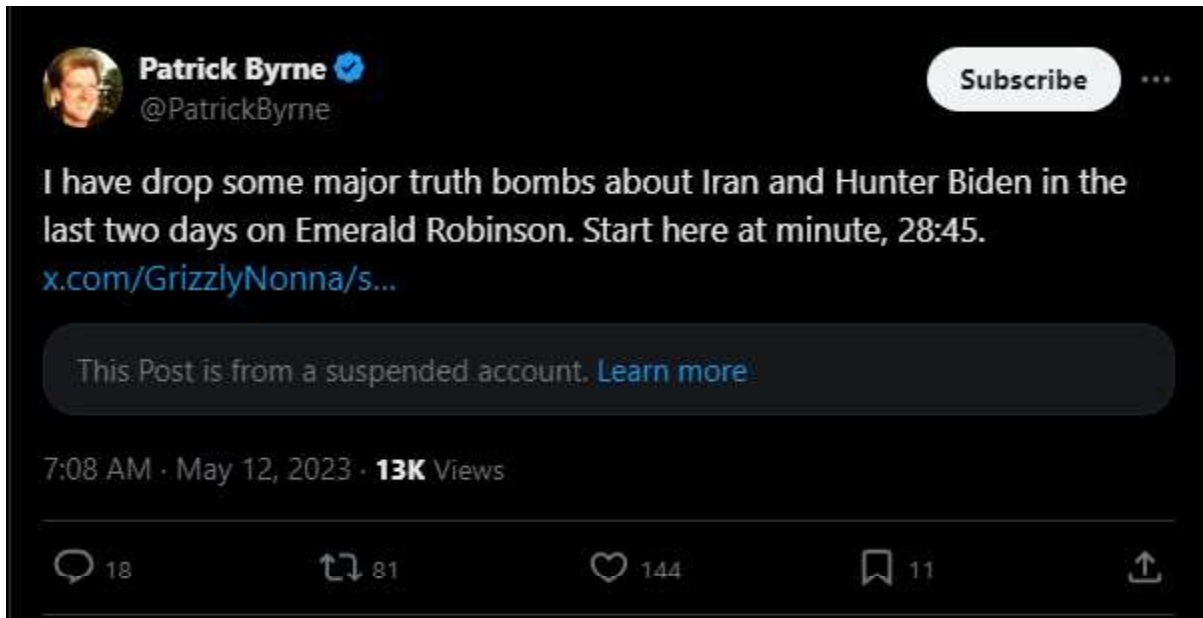 Patrick Byrne
@PatrickByrne
Subscribe
I have drop some major truth bombs about Iran and Hunter Biden in the
last two days on Emerald Robinson. Start here at minute, 28:45.
x.com/GrizzlyNonna/s...
This Post is from a suspended account. Learn more
7:08 AM · May 12, 2023 · 13K Views
18 81 144 11